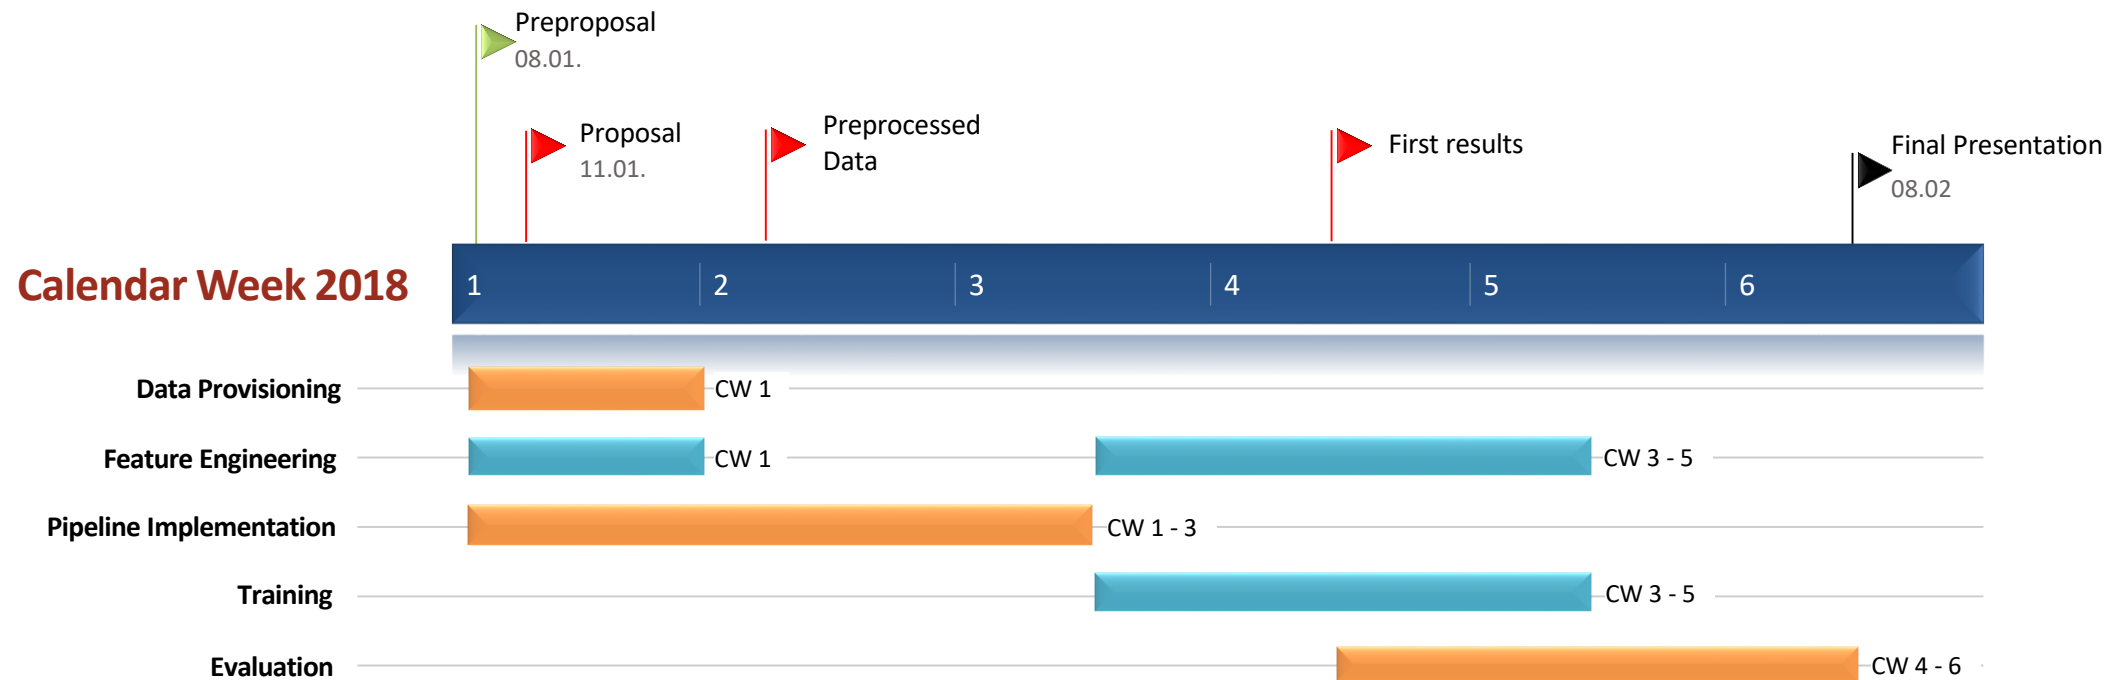 Preproposal
08.01.
Proposal
11.01.
Preprocessed
Data
First results
Final Presentation
08.02
Calendar Week 2018
1 2 3 4 5 6
Data Provisioning CW 1
Feature Engineering CW 1 CW 3 - 5
Pipeline Implementation CW 1 - 3
Training CW 3 - 5
Evaluation CW 4 - 6